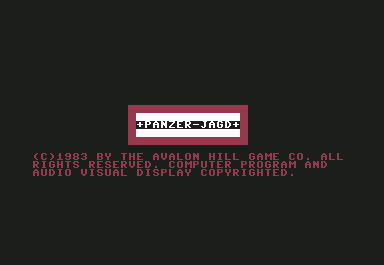 +PANZER-JAGD+
(C)1983 BY THE AVALON HILL GAME CO. ALL
RIGHTS RESERVED. COMPUTER PROGRAM AND
AUDIO VISUAL DISPLAY COPYRIGHTED.